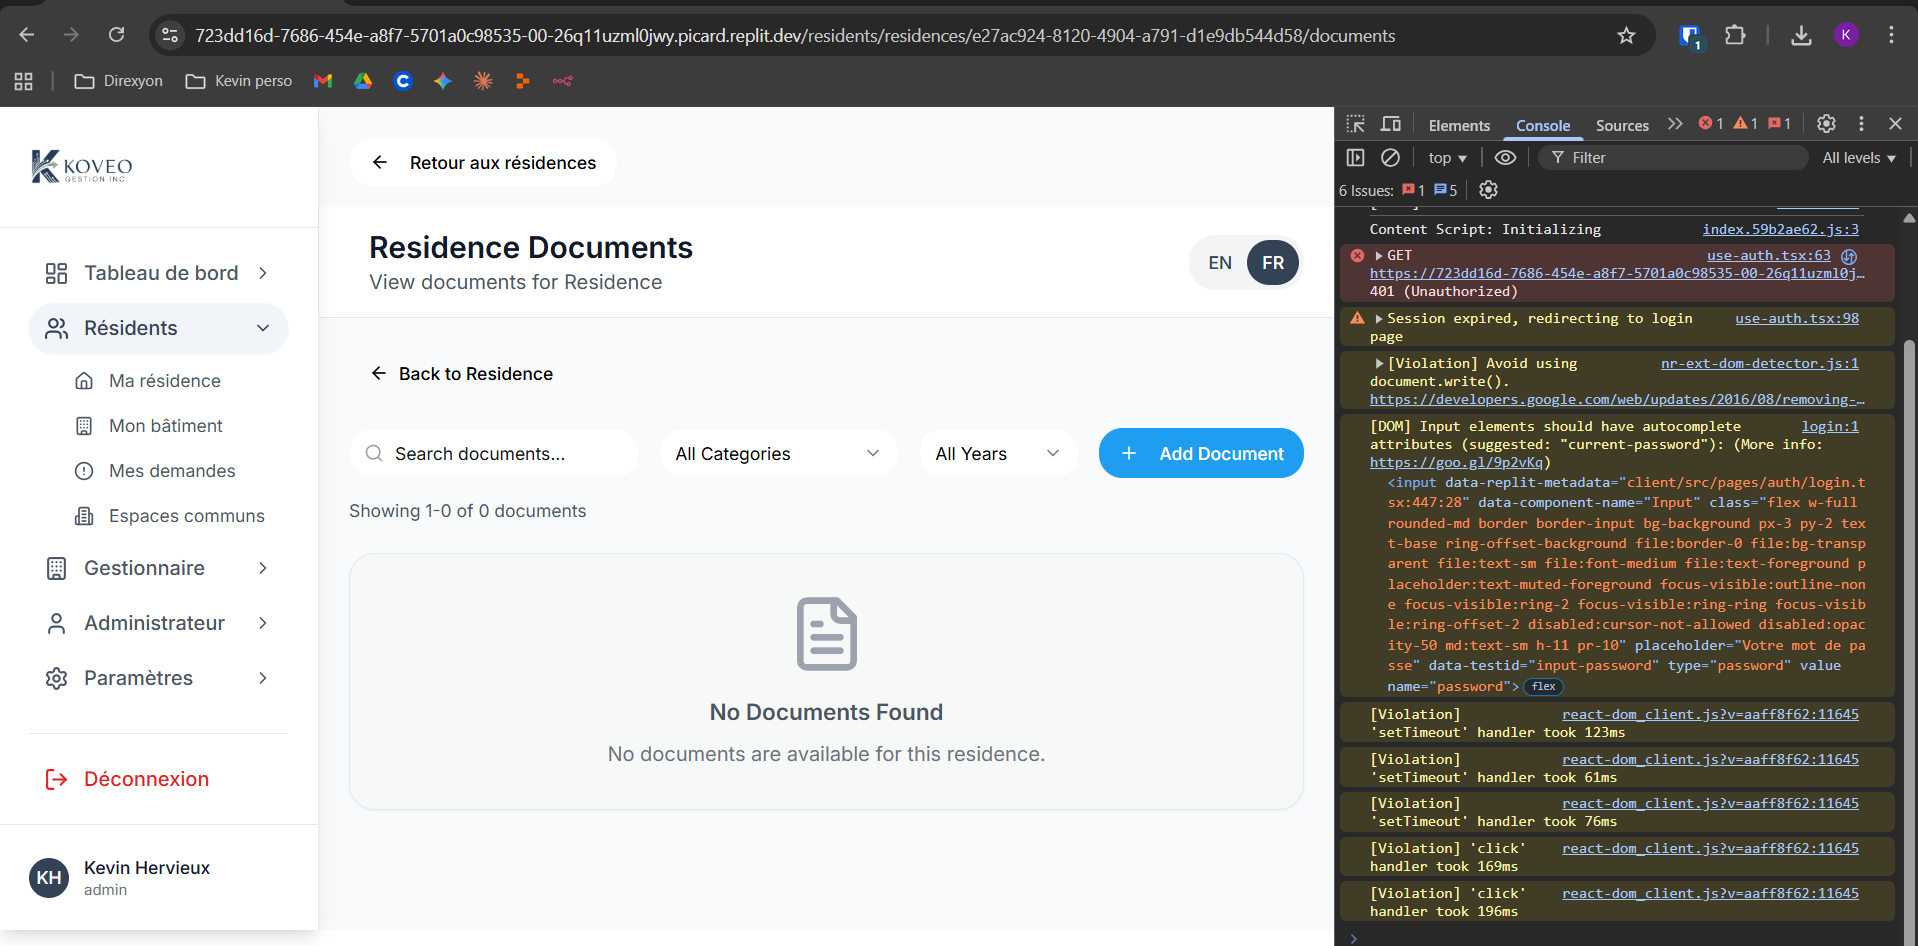 723dd16d-7686-454e-a8f7-5701a0c98535-00-26q11uzml0jwy.picard.replit.dev/residents/residences/e27ac924-8120-4904-a791-d1e9db544d58/documents
1
K
Direxyon
Kevin perso
KOVEO
GESTION INC.
Tableau de bord
Résidents
Ma résidence
Mon bâtiment
Mes demandes
Espaces communs
Gestionnaire
Administrateur
Paramètres
Déconnexion
KH
Kevin Hervieux
admin
Retour aux résidences
Residence Documents
View documents for Residence
EN FR
Back to Residence
Search documents...
All Categories
All Years
Add Document
Showing 1-0 of 0 documents
No Documents Found
No documents are available for this residence.
Elements Console Sources 1 1 1
top Filter All levels
6 Issues: 1 5
Content Script: Initializing index.59b2ae62.js:3
GET use-auth.tsx:63
https://723dd16d-7686-454e-a8f7-5701a0c98535-00-26q11uzml0j…
401 (Unauthorized)
Session expired, redirecting to login use-auth.tsx:98
page
[Violation] Avoid using nr-ext-dom-detector.js:1
document.write().
https://developers.google.com/web/updates/2016/08/removing-…
[DOM] Input elements should have autocomplete login:1
attributes (suggested: "current-password"): (More info:
https://goo.gl/9p2vKq)
<input data-replit-metadata="client/src/pages/auth/login.t
sx:447:28" data-component-name="Input" class="flex w-full
rounded-md border border-input bg-background px-3 py-2 tex
t-base ring-offset-background file:border-0 file:bg-transp
arent file:text-sm file:font-medium file:text-foreground p
laceholder:text-muted-foreground focus-visible:outline-non
e focus-visible:ring-2 focus-visible:ring-ring focus-visib
le:ring-offset-2 disabled:cursor-not-allowed disabled:opac
ity-50 md:text-sm h-11 pr-10" placeholder="Votre mot de pa
sse" data-testid="input-password" type="password" value
name="password"> flex
[Violation] react-dom_client.js?v=aaff8f62:11645
'setTimeout' handler took 123ms
[Violation] react-dom_client.js?v=aaff8f62:11645
'setTimeout' handler took 61ms
[Violation] react-dom_client.js?v=aaff8f62:11645
'setTimeout' handler took 76ms
[Violation] 'click' react-dom_client.js?v=aaff8f62:11645
handler took 169ms
[Violation] 'click' react-dom_client.js?v=aaff8f62:11645
handler took 196ms